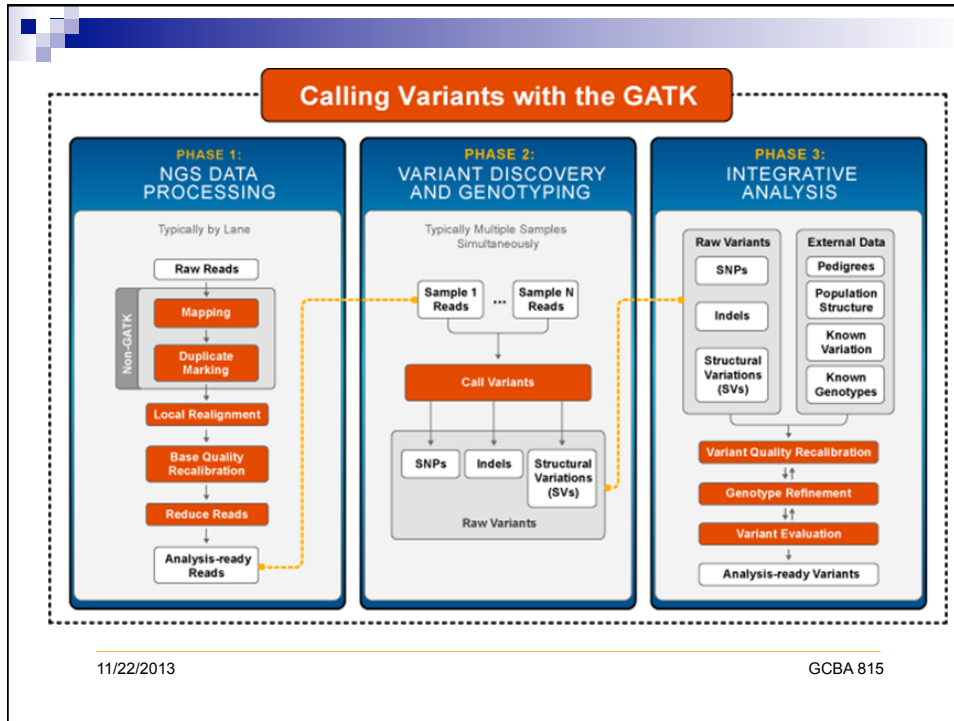 Calling Variants with the GATK
PHASE 1:
NGS DATA
PROCESSING
Typically by Lane
Raw Reads
Non-GATK
Mapping
Duplicate
Marking
Local Realignment
Base Quality
Recalibration
Reduce Reads
Analysis-ready
Reads
PHASE 2:
VARIANT DISCOVERY
AND GENOTYPING
Typically Multiple Samples
Simultaneously
Sample 1
Reads
...
Sample N
Reads
Call Variants
SNPs
Indels
Structural
Variations
(SVs)
Raw Variants
PHASE 3:
INTEGRATIVE
ANALYSIS
Raw Variants
SNPs
Indels
Structural
Variations
(SVs)
External Data
Pedigrees
Population
Structure
Known
Variation
Known
Genotypes
Variant Quality Recalibration
Genotype Refinement
Variant Evaluation
Analysis-ready Variants
11/22/2013
GCBA 815